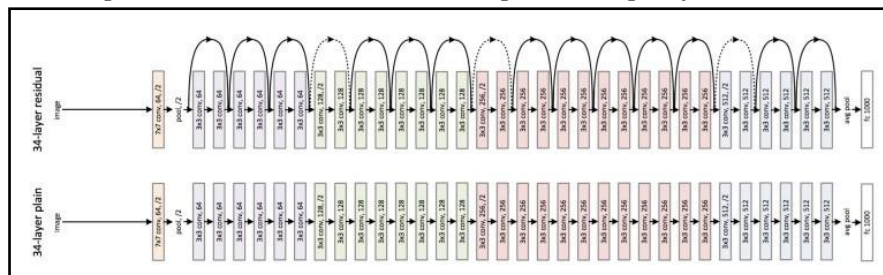 34-layer residual
image
7x7 conv, 64, /2
pool, /2
3x3 conv, 64
3x3 conv, 64
3x3 conv, 64
3x3 conv, 64
3x3 conv, 64
3x3 conv, 64
3x3 conv, 128, /2
3x3 conv, 128
3x3 conv, 128
3x3 conv, 128
3x3 conv, 128
3x3 conv, 128
3x3 conv, 128
3x3 conv, 128
3x3 conv, 256, /2
3x3 conv, 256
3x3 conv, 256
3x3 conv, 256
3x3 conv, 256
3x3 conv, 256
3x3 conv, 256
3x3 conv, 256
3x3 conv, 256
3x3 conv, 256
3x3 conv, 256
3x3 conv, 256
3x3 conv, 512, /2
3x3 conv, 512
3x3 conv, 512
3x3 conv, 512
3x3 conv, 512
3x3 conv, 512
avg pool
fc 1000
34-layer plain
image
7x7 conv, 64, /2
pool, /2
3x3 conv, 64
3x3 conv, 64
3x3 conv, 64
3x3 conv, 64
3x3 conv, 64
3x3 conv, 64
3x3 conv, 128, /2
3x3 conv, 128
3x3 conv, 128
3x3 conv, 128
3x3 conv, 128
3x3 conv, 128
3x3 conv, 128
3x3 conv, 128
3x3 conv, 256, /2
3x3 conv, 256
3x3 conv, 256
3x3 conv, 256
3x3 conv, 256
3x3 conv, 256
3x3 conv, 256
3x3 conv, 256
3x3 conv, 256
3x3 conv, 256
3x3 conv, 256
3x3 conv, 256
3x3 conv, 512, /2
3x3 conv, 512
3x3 conv, 512
3x3 conv, 512
3x3 conv, 512
3x3 conv, 512
avg pool
fc 1000